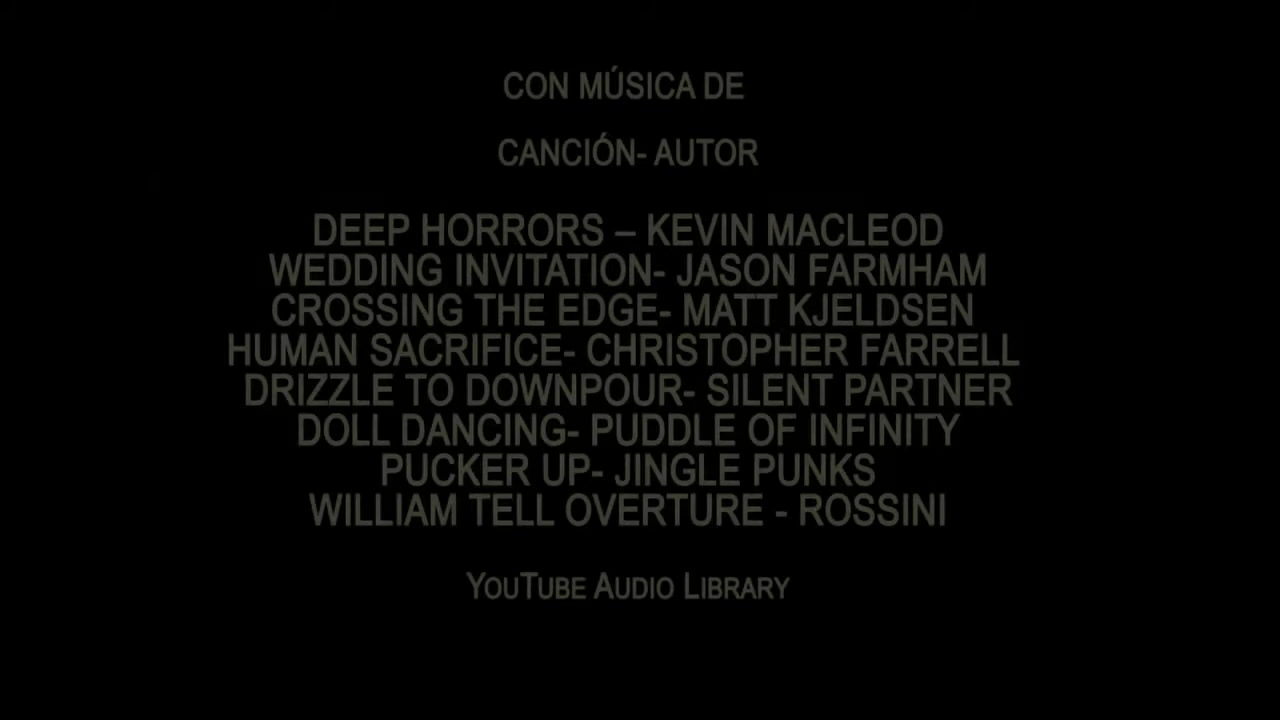 CON MÚSICA DE
CANCIÓN- AUTOR
DEEP HORRORS – KEVIN MACLEOD
WEDDING INVITATION- JASON FARMHAM
CROSSING THE EDGE- MATT KJELDSEN
HUMAN SACRIFICE- CHRISTOPHER FARRELL
DRIZZLE TO DOWNPOUR- SILENT PARTNER
DOLL DANCING- PUDDLE OF INFINITY
PUCKER UP- JINGLE PUNKS
WILLIAM TELL OVERTURE - ROSSINI
YOUTUBE AUDIO LIBRARY